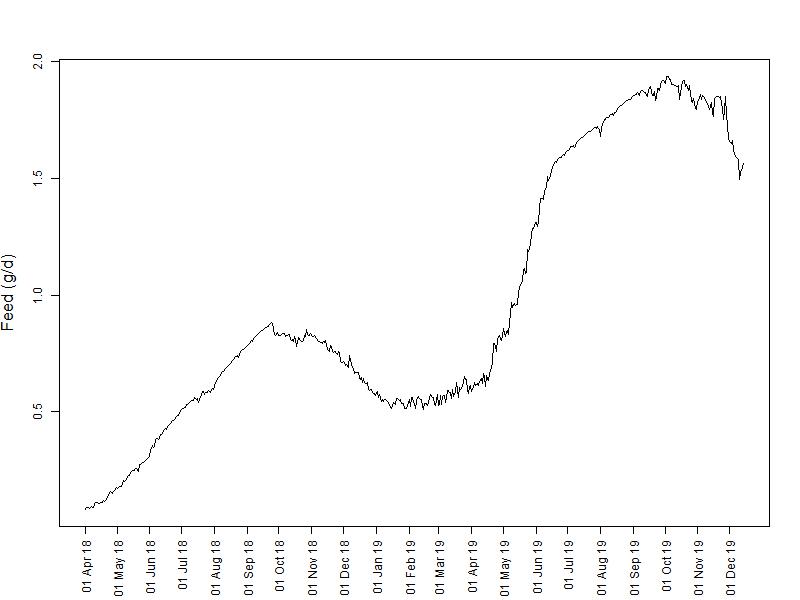 Feed (g/d)
2.0
1.5
1.0
0.5
01 Apr 18
01 May 18
01 Jun 18
01 Jul 18
01 Aug 18
01 Sep 18
01 Oct 18
01 Nov 18
01 Dec 18
01 Jan 19
01 Feb 19
01 Mar 19
01 Apr 19
01 May 19
01 Jun 19
01 Jul 19
01 Aug 19
01 Sep 19
01 Oct 19
01 Nov 19
01 Dec 19